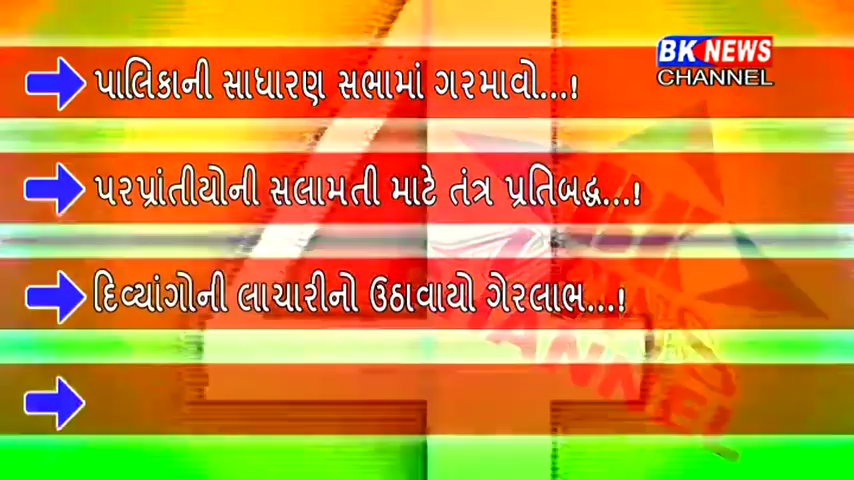 BK NEWS
CHANNEL
પાલિકાની સાધારણ સભામાં ગરમાવો...!
પરપ્રાંતીયોની સલામતી માટે તંત્ર પ્રતિબદ્ધ...!
દિવ્યાંગોની લાચારીનો ઉઠાવાયો ગેરલાભ...!